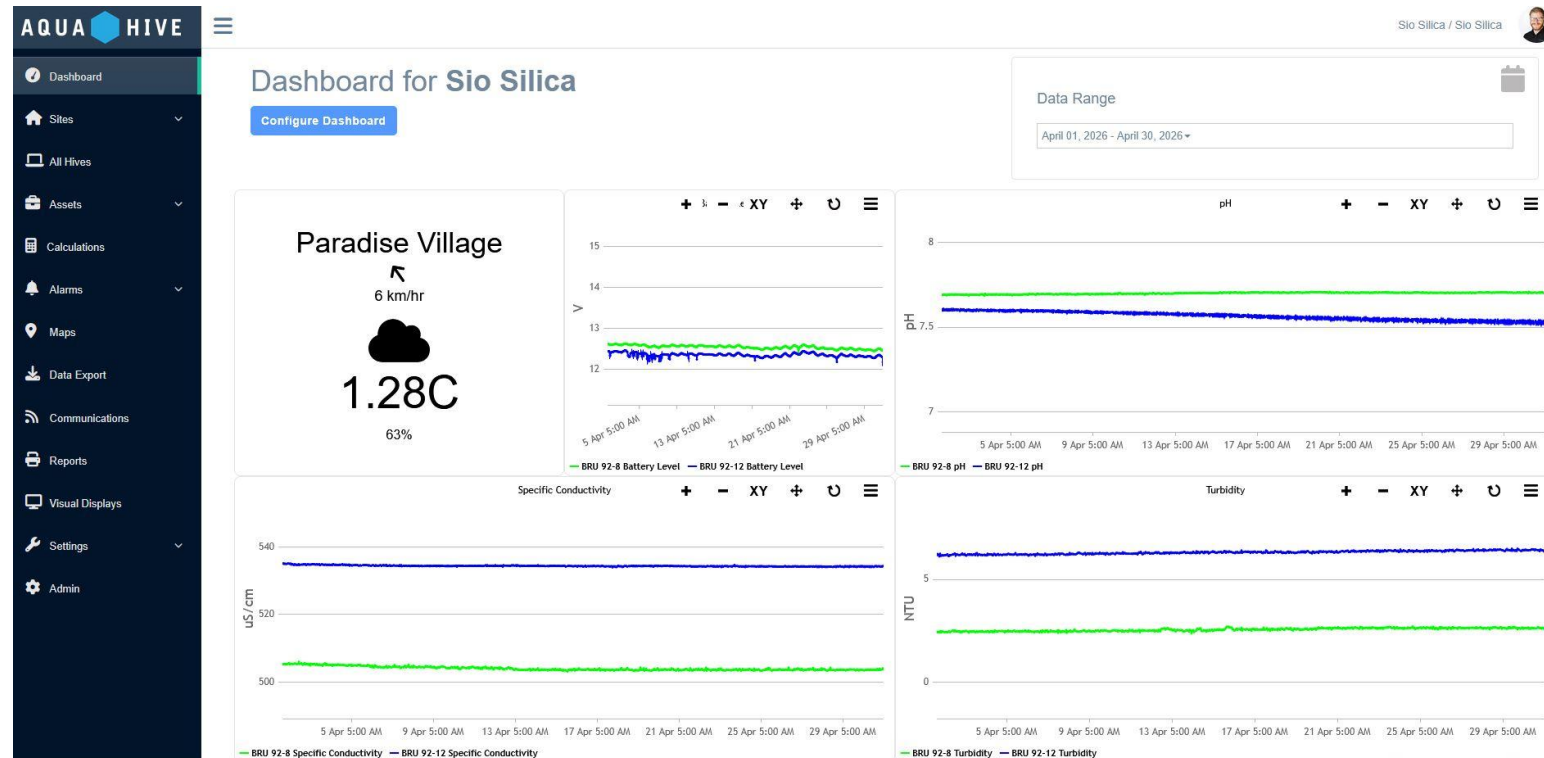 AQUA HIVE
Sio Silica / Sio Silica
Dashboard
Sites
All Hives
Assets
Calculations
Alarms
Maps
Data Export
Communications
Reports
Visual Displays
Settings
Admin
Dashboard for Sio Silica
Configure Dashboard
Data Range
April 01, 2026 - April 30, 2026
Paradise Village
6 km/hr
1.28C
63%
XY
15
14
13
12
V
5 Apr 5:00 AM 13 Apr 5:00 AM 21 Apr 5:00 AM 29 Apr 5:00 AM
BRU 92-8 Battery Level BRU 92-12 Battery Level
pH
XY
8
7.5
7
pH
5 Apr 5:00 AM 9 Apr 5:00 AM 13 Apr 5:00 AM 17 Apr 5:00 AM 21 Apr 5:00 AM 25 Apr 5:00 AM 29 Apr 5:00 AM
BRU 92-8 pH BRU 92-12 pH
Specific Conductivity
XY
540
520
500
uS/cm
5 Apr 5:00 AM 9 Apr 5:00 AM 13 Apr 5:00 AM 17 Apr 5:00 AM 21 Apr 5:00 AM 25 Apr 5:00 AM 29 Apr 5:00 AM
BRU 92-8 Specific Conductivity BRU 92-12 Specific Conductivity
Turbidity
XY
5
0
NTU
5 Apr 5:00 AM 9 Apr 5:00 AM 13 Apr 5:00 AM 17 Apr 5:00 AM 21 Apr 5:00 AM 25 Apr 5:00 AM 29 Apr 5:00 AM
BRU 92-8 Turbidity BRU 92-12 Turbidity